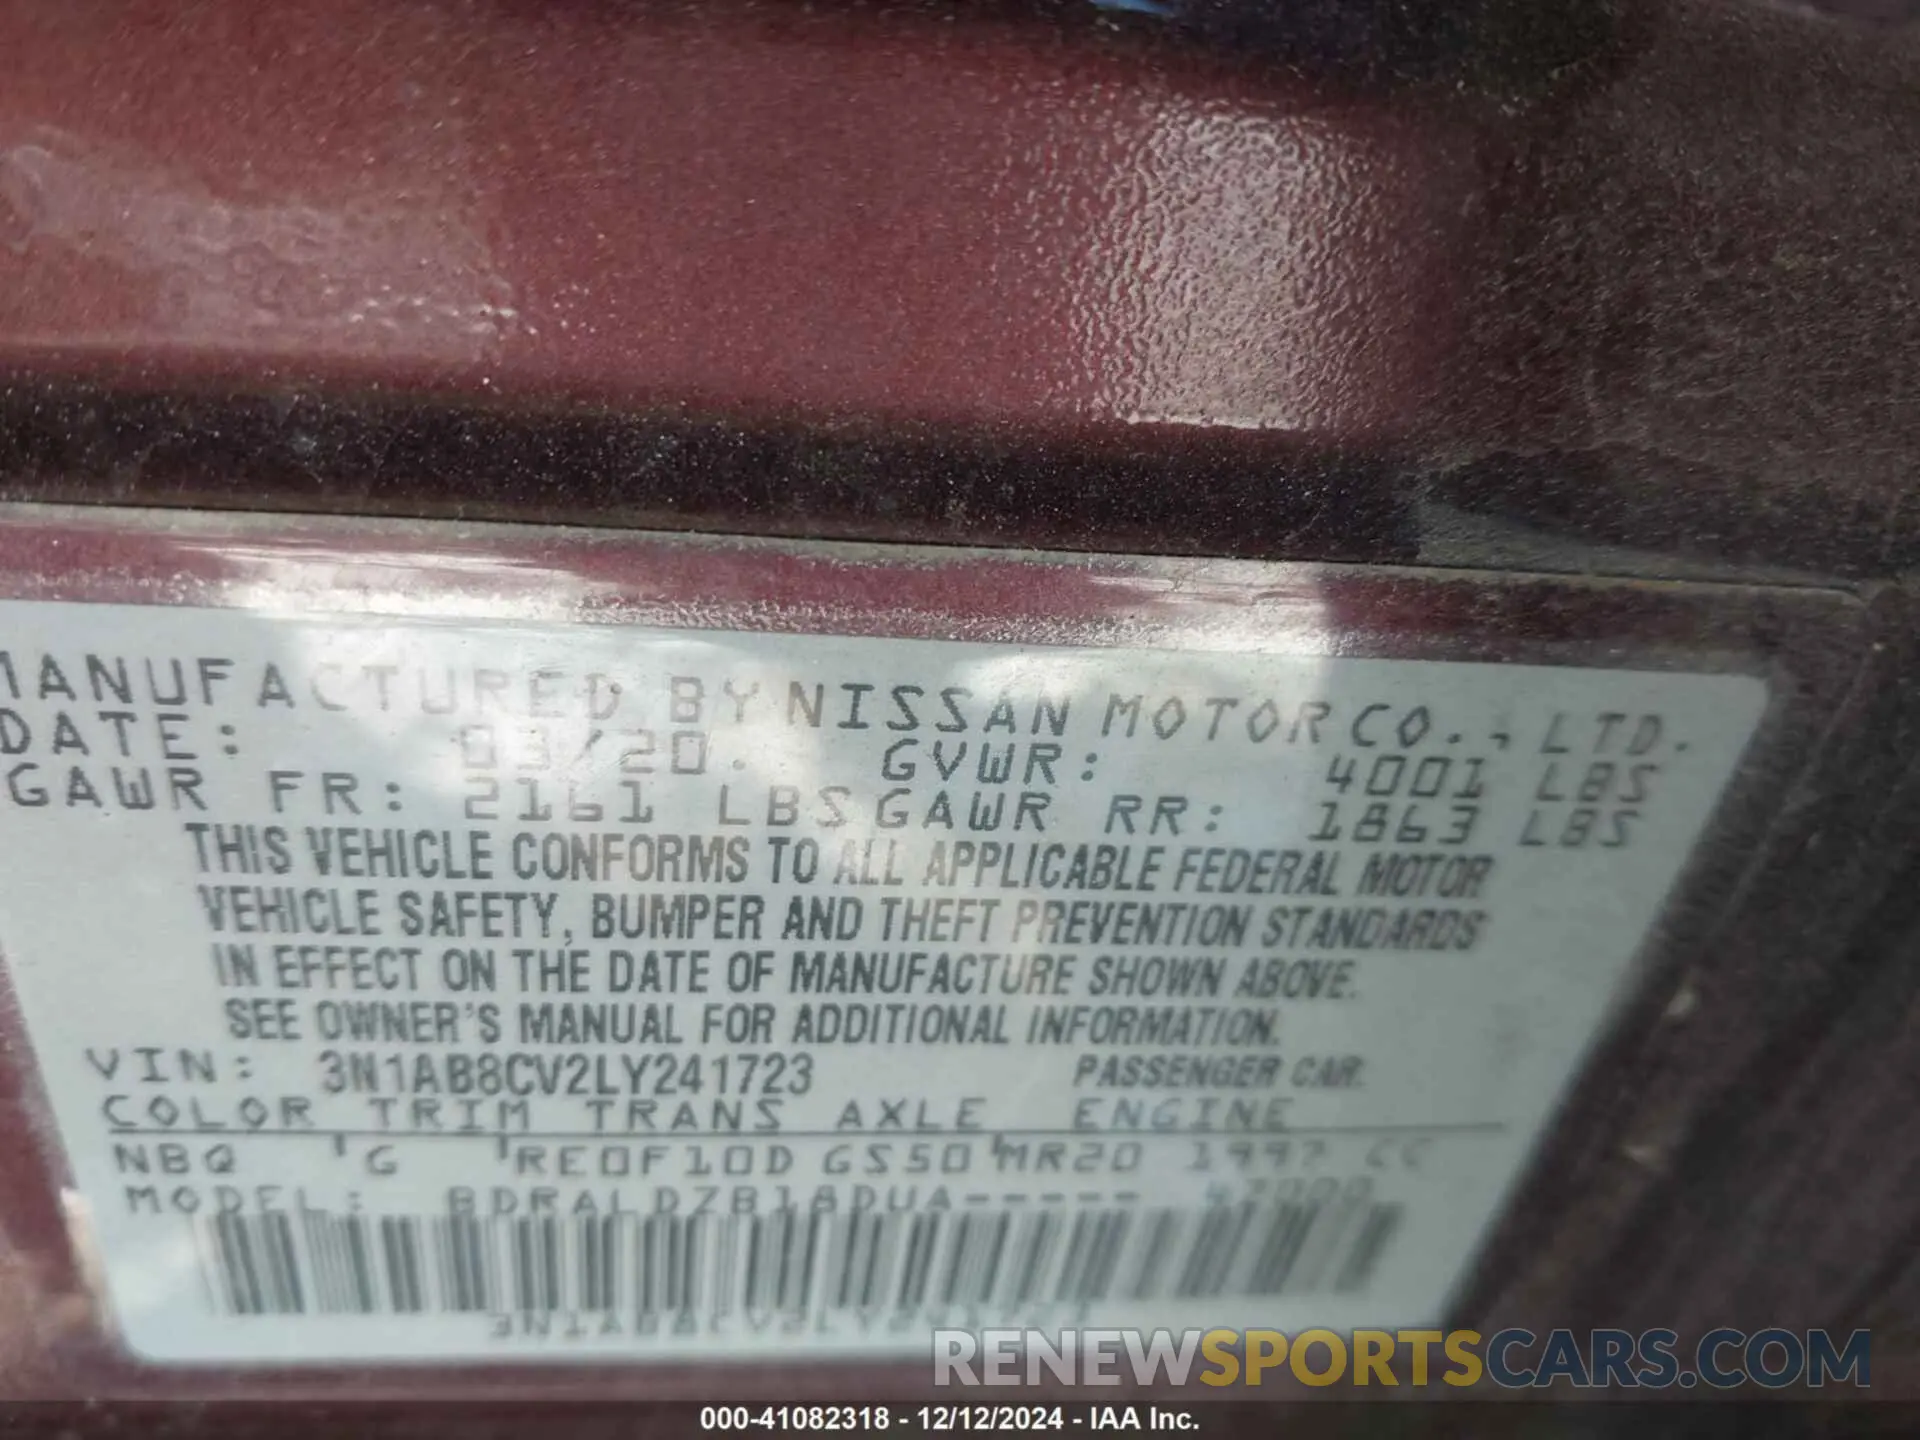 MANUFACTURED BY NISSAN MOTOR CO., LTD.
DATE: 03/20 GVWR: 4001 LBS
GAWR FR: 2161 LBS GAWR RR: 1863 LBS
THIS VEHICLE CONFORMS TO ALL APPLICABLE FEDERAL MOTOR
VEHICLE SAFETY, BUMPER AND THEFT PREVENTION STANDARDS
IN EFFECT ON THE DATE OF MANUFACTURE SHOWN ABOVE.
SEE OWNER'S MANUAL FOR ADDITIONAL INFORMATION.
VIN: 3N1AB8CV2LY241723 PASSENGER CAR
COLOR TRIM TRANS AXLE ENGINE
NBQ G RE0F10D GS50 MR20 1997 CC
MODEL: BDRALDZB18DUA-----
RENEWSPORTSCARS.COM
000-41082318 - 12/12/2024 - IAA Inc.